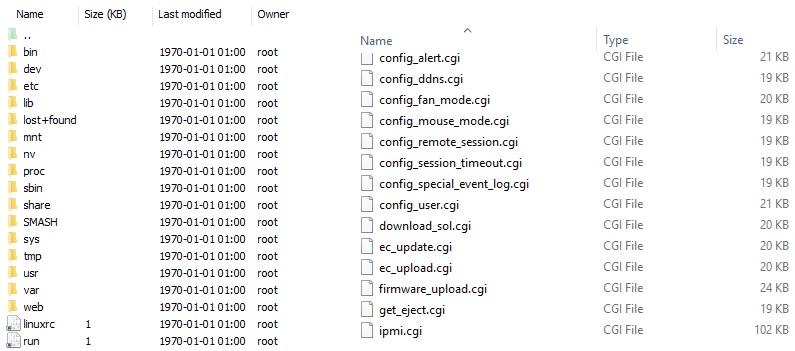 Name Size (KB) Last modified Owner
..
bin 1970-01-01 01:00 root
dev 1970-01-01 01:00 root
etc 1970-01-01 01:00 root
lib 1970-01-01 01:00 root
lost+found 1970-01-01 01:00 root
mnt 1970-01-01 01:00 root
nv 1970-01-01 01:00 root
proc 1970-01-01 01:00 root
sbin 1970-01-01 01:00 root
share 1970-01-01 01:00 root
SMASH 1970-01-01 01:00 root
sys 1970-01-01 01:00 root
tmp 1970-01-01 01:00 root
usr 1970-01-01 01:00 root
var 1970-01-01 01:00 root
web 1970-01-01 01:00 root
linuxrc 1 1970-01-01 01:00 root
run 1 1970-01-01 01:00 root
Name Type Size
config_alert.cgi CGI File 21 KB
config_ddns.cgi CGI File 19 KB
config_fan_mode.cgi CGI File 20 KB
config_mouse_mode.cgi CGI File 19 KB
config_remote_session.cgi CGI File 19 KB
config_session_timeout.cgi CGI File 19 KB
config_special_event_log.cgi CGI File 19 KB
config_user.cgi CGI File 21 KB
download_sol.cgi CGI File 20 KB
ec_update.cgi CGI File 20 KB
ec_upload.cgi CGI File 20 KB
firmware_upload.cgi CGI File 24 KB
get_eject.cgi CGI File 19 KB
ipmi.cgi CGI File 102 KB